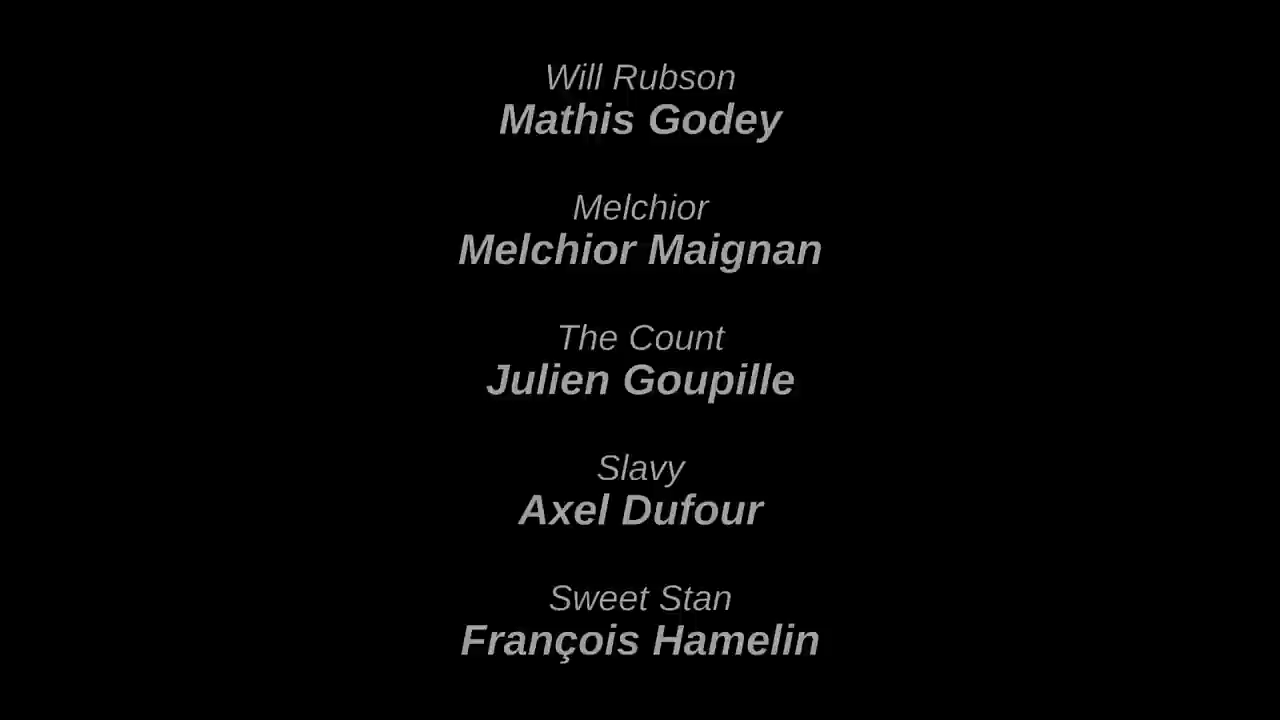 Will Rubson
Mathis Godey
Melchior
Melchior Maignan
The Count
Julien Goupille
Slavy
Axel Dufour
Sweet Stan
François Hamelin